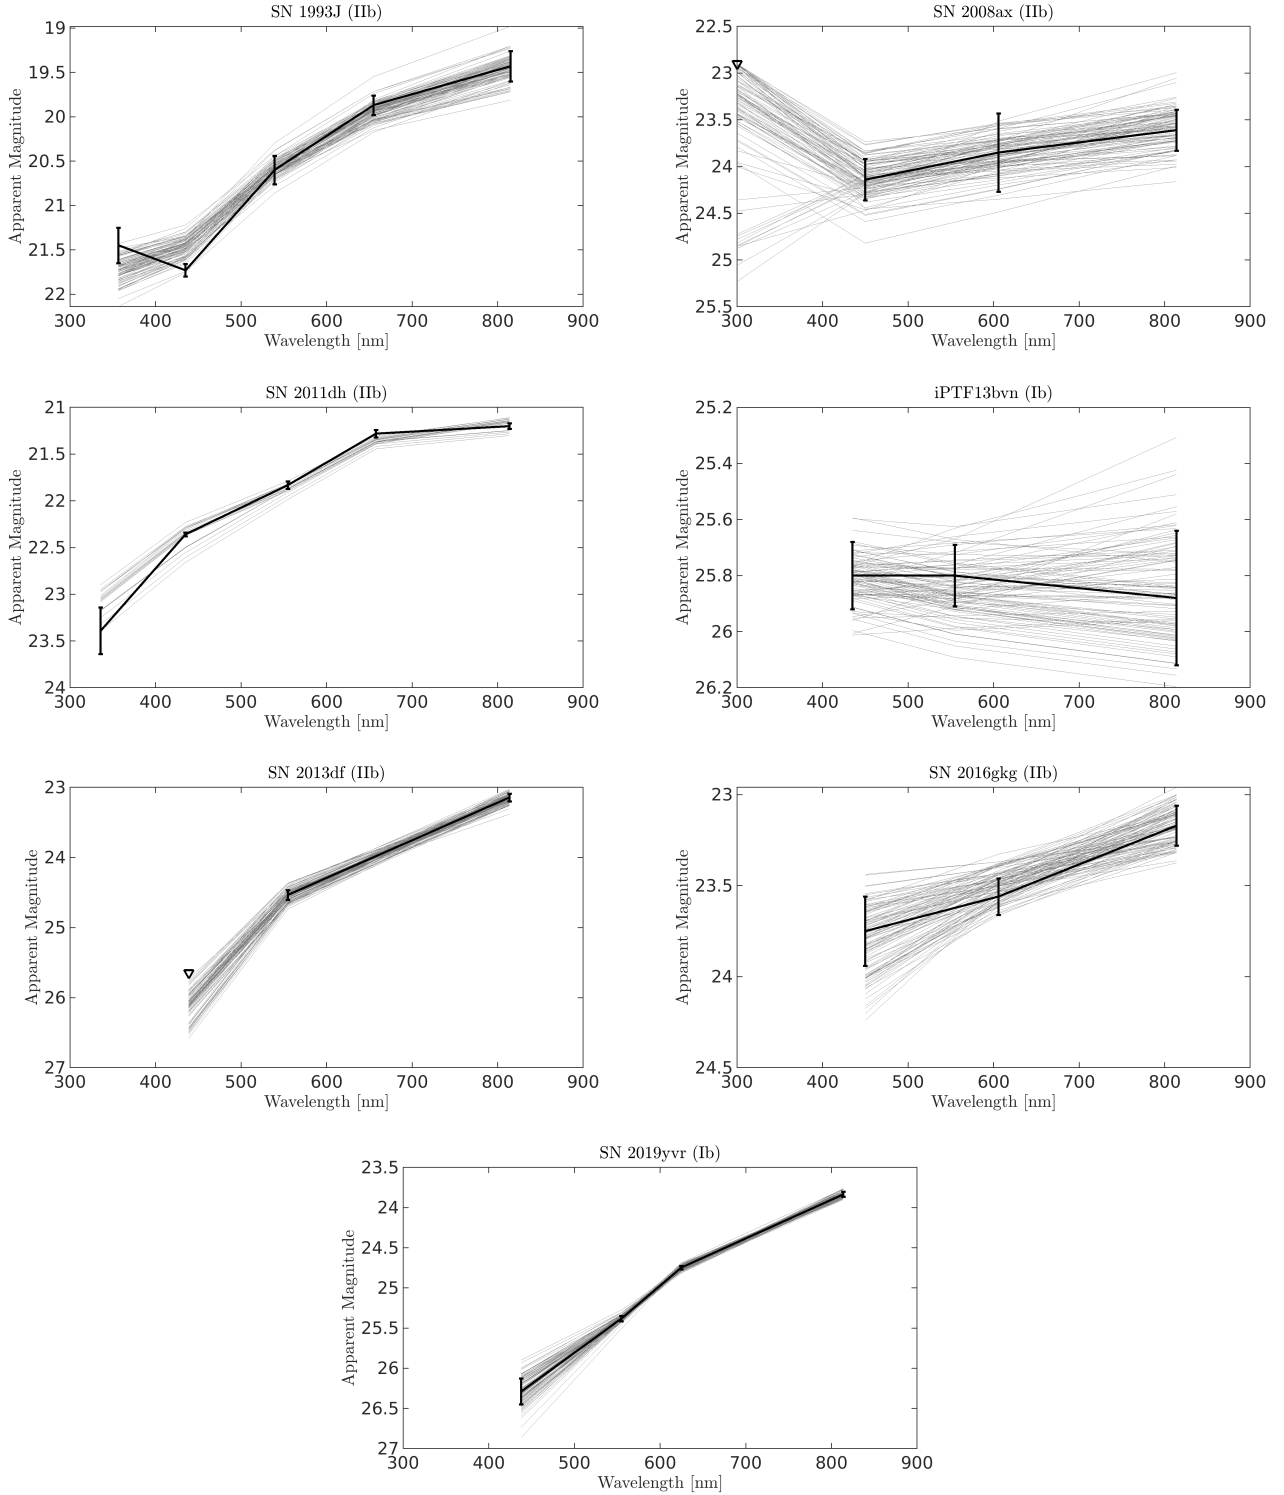 SN 1993J (IIb)
19
19.5
20
20.5
21
21.5
22
Apparent Magnitude
300 400 500 600 700 800 900
Wavelength [nm]
SN 2008ax (IIb)
22.5
23
23.5
24
24.5
25
25.5
Apparent Magnitude
300 400 500 600 700 800 900
Wavelength [nm]
SN 2011dh (IIb)
21
21.5
22
22.5
23
23.5
24
Apparent Magnitude
300 400 500 600 700 800 900
Wavelength [nm]
iPTF13bvn (Ib)
25.2
25.4
25.6
25.8
26
26.2
Apparent Magnitude
300 400 500 600 700 800 900
Wavelength [nm]
SN 2013df (IIb)
23
24
25
26
27
Apparent Magnitude
300 400 500 600 700 800 900
Wavelength [nm]
SN 2016gkg (IIb)
23
23.5
24
24.5
Apparent Magnitude
300 400 500 600 700 800 900
Wavelength [nm]
SN 2019yvr (Ib)
23.5
24
24.5
25
25.5
26
26.5
27
Apparent Magnitude
300 400 500 600 700 800 900
Wavelength [nm]